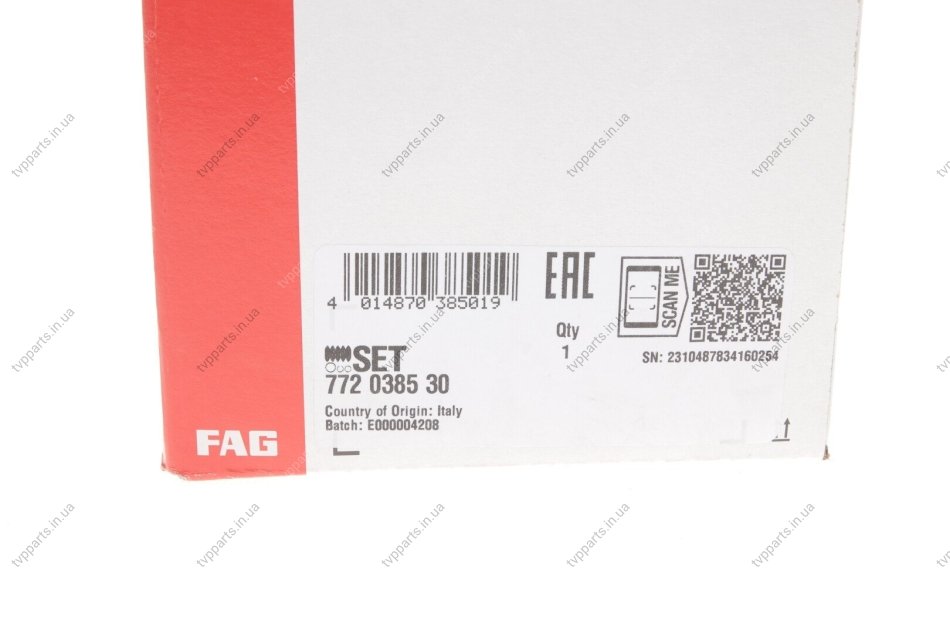 4 014870 385019
EAC
SCAN ME
Qty
1
SN: 2310487834160254
SET
772 0385 30
Country of Origin: Italy
Batch: E000004208
FAG
tvpparts.in.ua